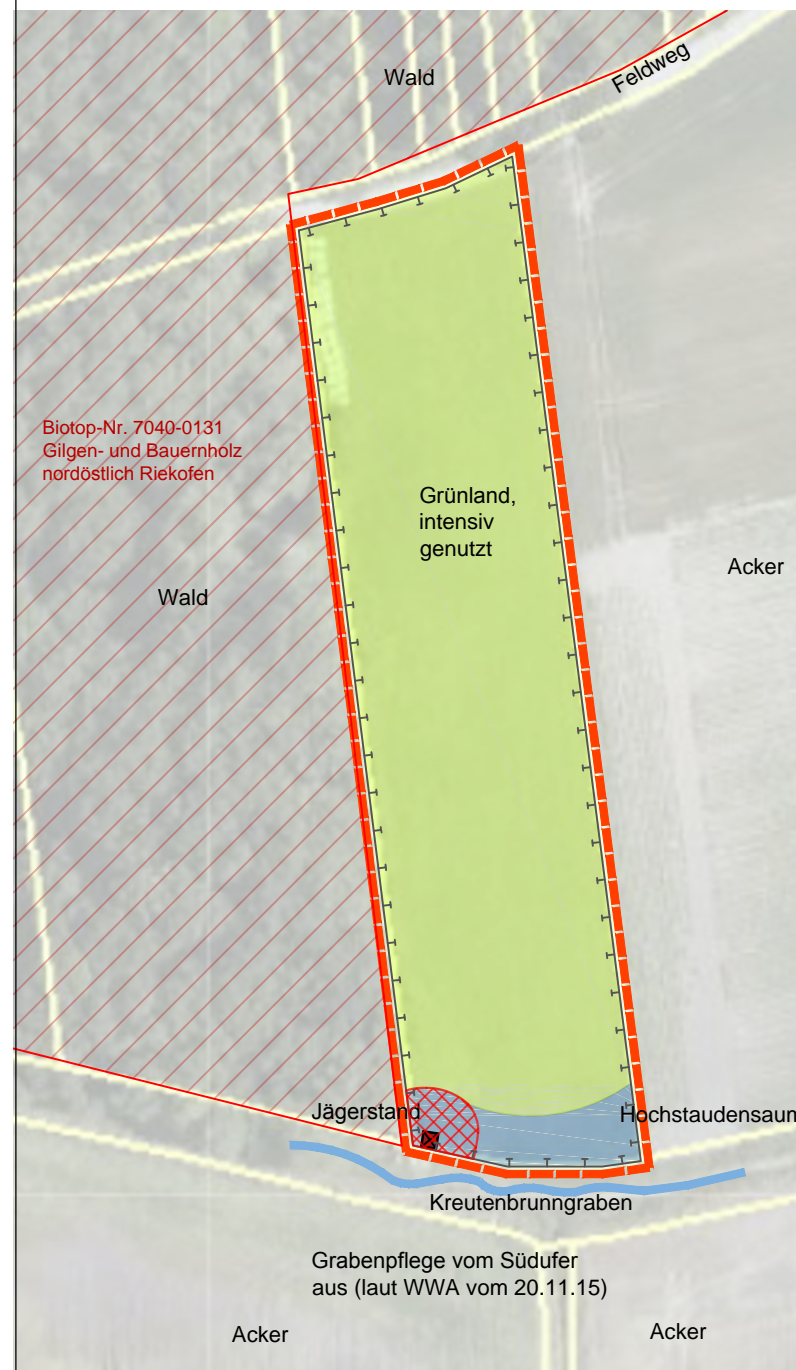 Wald
Feldweg
Biotop-Nr. 7040-0131
Gilgen- und Bauernholz
nordöstlich Riekofen
Grünland,
intensiv
genutzt
Acker
Wald
Jägerstand
Hochstaudensaum
Kreutenbrunngraben
Grabenpflege vom Südufer
aus (laut WWA vom 20.11.15)
Acker
Acker